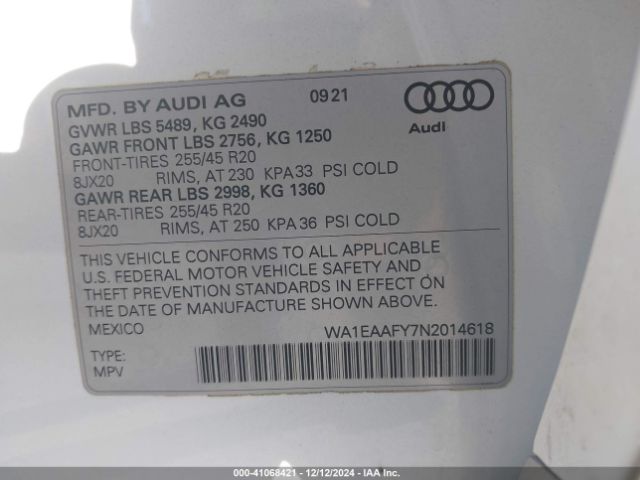 MFD. BY AUDI AG 09 21
GVWR LBS 5489, KG 2490
GAWR FRONT LBS 2756, KG 1250
FRONT-TIRES 255/45 R20
8JX20 RIMS, AT 230 KPA33 PSI COLD
GAWR REAR LBS 2998, KG 1360
REAR-TIRES 255/45 R20
8JX20 RIMS, AT 250 KPA36 PSI COLD
Audi
THIS VEHICLE CONFORMS TO ALL APPLICABLE
U.S. FEDERAL MOTOR VEHICLE SAFETY AND
THEFT PREVENTION STANDARDS IN EFFECT ON
THE DATE OF MANUFACTURE SHOWN ABOVE.
MEXICO WA1EAAFY7N2014618
TYPE:
MPV
000-41068421 - 12/12/2024 - IAAI.com